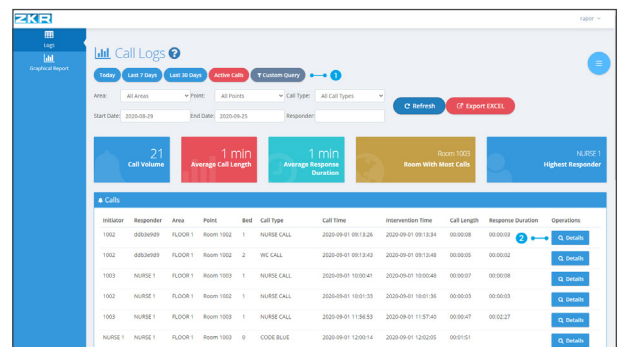 ZKR
rapor
Logs
Graphical Report
Call Logs ?
Today Last 7 Days Last 30 Days Active Calls Custom Query 1
Area: All Areas Point: All Points Call Type: All Call Types
Refresh Export EXCEL
Start Date: 2020-08-29 End Date: 2020-09-25 Responder:
21 1 min 1 min Room 1003 NURSE 1
Call Volume Average Call Length Average Response Duration Room With Most Calls Highest Responder
Calls
Initiator Responder Area Point Bed Call Type Call Time Intervention Time Call Length Response Duration Operations
1002 ddb3e9d9 FLOOR 1 Room 1002 1 NURSE CALL 2020-09-01 09:13:26 2020-09-01 09:13:34 00:00:08 00:00:03 2 Details
1002 ddb3e9d9 FLOOR 1 Room 1002 2 WC CALL 2020-09-01 09:13:43 2020-09-01 09:13:48 00:00:05 00:00:02 Details
1003 NURSE 1 FLOOR 1 Room 1003 1 NURSE CALL 2020-09-01 10:00:41 2020-09-01 10:00:48 00:00:07 00:00:08 Details
1002 NURSE 1 FLOOR 1 Room 1002 1 NURSE CALL 2020-09-01 10:01:33 2020-09-01 10:01:36 00:00:03 00:00:03 Details
1003 NURSE 1 FLOOR 1 Room 1003 1 NURSE CALL 2020-09-01 11:56:53 2020-09-01 11:57:40 00:00:47 00:02:27 Details
NURSE 1 NURSE 1 FLOOR 1 Room 1003 0 CODE BLUE 2020-09-01 12:00:14 2020-09-01 12:02:05 00:01:51 Details